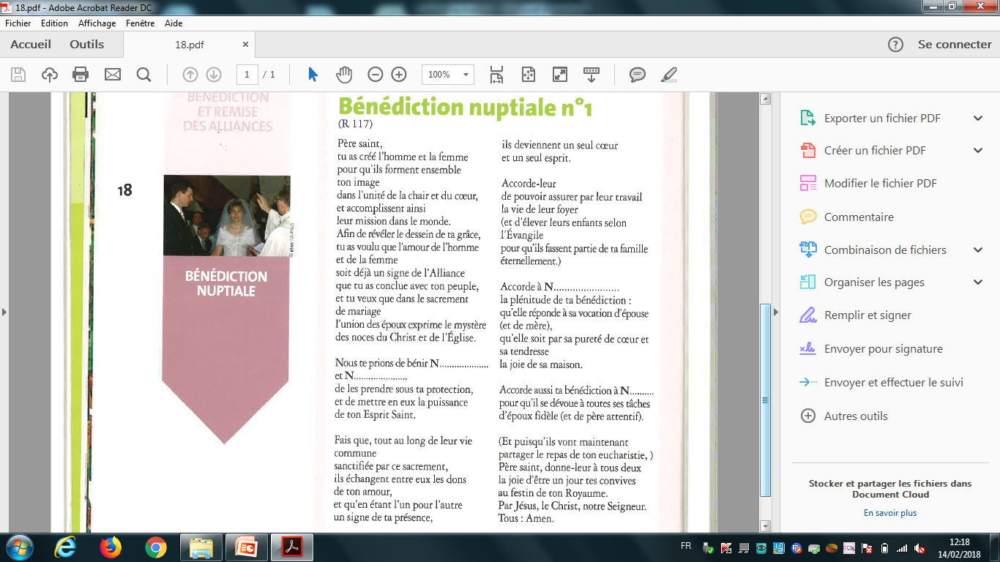 18.pdf - Adobe Acrobat Reader DC
Fichier Edition Affichage Fenêtre Aide
Accueil Outils 18.pdf × Se connecter
1 / 1 100%
BÉNÉDICTION
ET REMISE
DES ALLIANCES
18
© RÉMI TOURNUS
BÉNÉDICTION
NUPTIALE
Bénédiction nuptiale n°1
(R 117)
Père saint,
tu as créé l'homme et la femme
pour qu'ils forment ensemble
ton image
dans l'unité de la chair et du cœur,
et accomplissent ainsi
leur mission dans le monde.
Afin de révéler le dessein de ta grâce,
tu as voulu que l'amour de l'homme
et de la femme
soit déjà un signe de l'Alliance
que tu as conclue avec ton peuple,
et tu veux que dans le sacrement
de mariage
l'union des époux exprime le mystère
des noces du Christ et de l'Église.
Nous te prions de bénir N...................
et N.....................
de les prendre sous ta protection,
et de mettre en eux la puissance
de ton Esprit Saint.
Fais que, tout au long de leur vie
commune
sanctifiée par ce sacrement,
ils échangent entre eux les dons
de ton amour,
et qu'en étant l'un pour l'autre
un signe de ta présence,
ils deviennent un seul cœur
et un seul esprit.
Accorde-leur
de pouvoir assurer par leur travail
la vie de leur foyer
(et d'élever leurs enfants selon
l'Évangile
pour qu'ils fassent partie de ta famille
éternellement.)
Accorde à N.......................
la plénitude de ta bénédiction :
qu'elle réponde à sa vocation d'épouse
(et de mère),
qu'elle soit par sa pureté de cœur et
sa tendresse
la joie de sa maison.
Accorde aussi ta bénédiction à N..........
pour qu'il se dévoue à toutes ses tâches
d'époux fidèle (et de père attentif).
(Et puisqu'ils vont maintenant
partager le repas de ton eucharistie, )
Père saint, donne-leur à tous deux
la joie d'être un jour tes convives
au festin de ton Royaume.
Par Jésus, le Christ, notre Seigneur.
Tous : Amen.
Exporter un fichier PDF
Créer un fichier PDF
Modifier le fichier PDF
Commentaire
Combinaison de fichiers
Organiser les pages
Remplir et signer
Envoyer pour signature
Envoyer et effectuer le suivi
Autres outils
Stocker et partager les fichiers dans
Document Cloud
En savoir plus
FR
12:18
14/02/2018